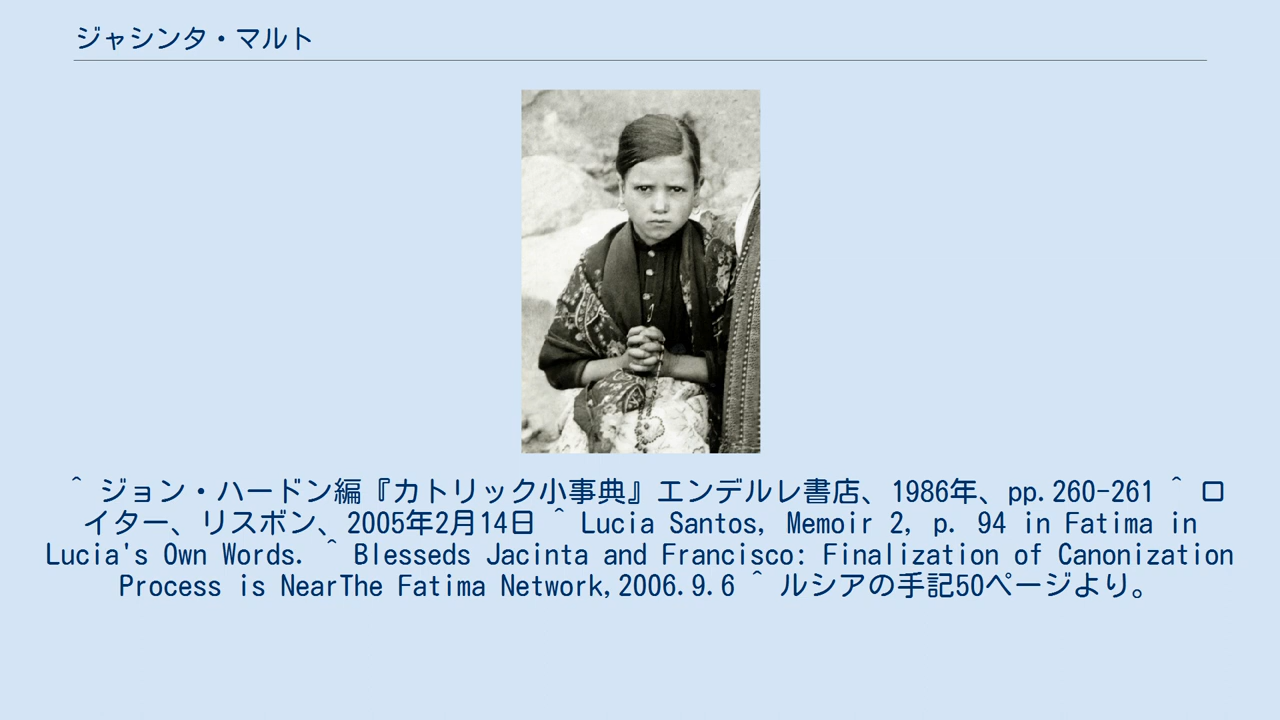 ジャシンタ・マルト
^ ジョン・ハードン編『カトリック小事典』エンデルレ書店、1986年、pp.260-261 ^ ロ
イター、リスボン、2005年2月14日 ^ Lucia Santos, Memoir 2, p. 94 in Fatima in
Lucia's Own Words. ^ Blesseds Jacinta and Francisco: Finalization of Canonization
Process is NearThe Fatima Network,2006.9.6 ^ ルシアの手記50ページより。